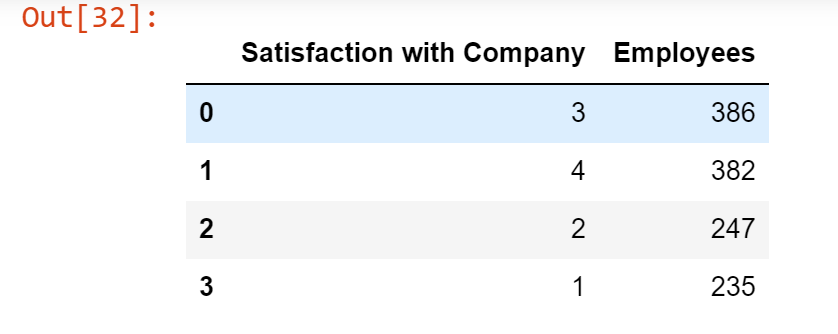 Out[32]:
Satisfaction with Company Employees
0 3 386
1 4 382
2 2 247
3 1 235